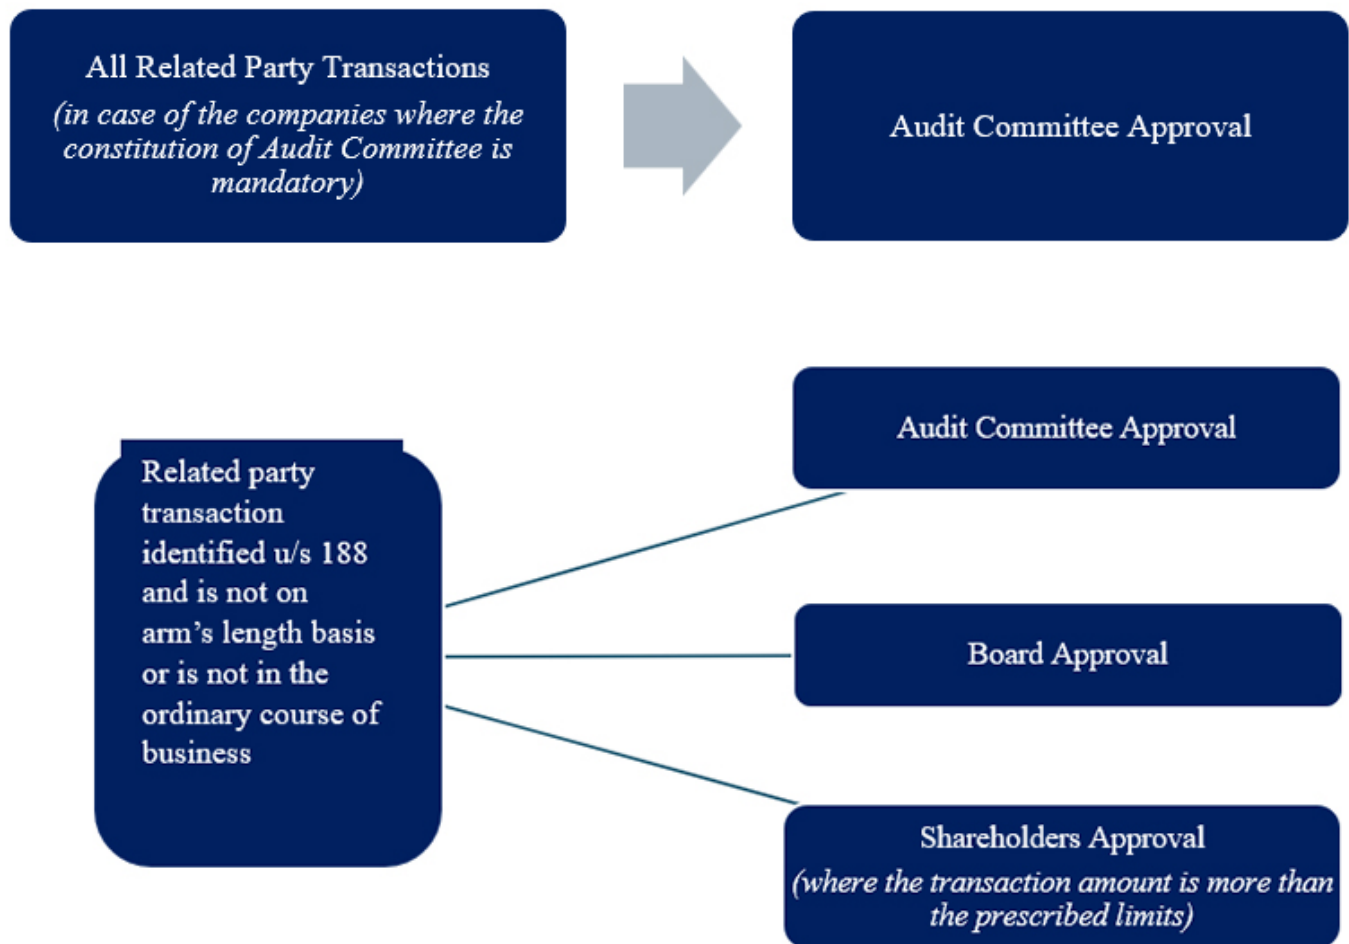 All Related Party Transactions
(in case of the companies where the
constitution of Audit Committee is
mandatory)
Audit Committee Approval
Related party
transaction
identified u/s 188
and is not on
arm’s length basis
or is not in the
ordinary course of
business
Audit Committee Approval
Board Approval
Shareholders Approval
(where the transaction amount is more than
the prescribed limits)